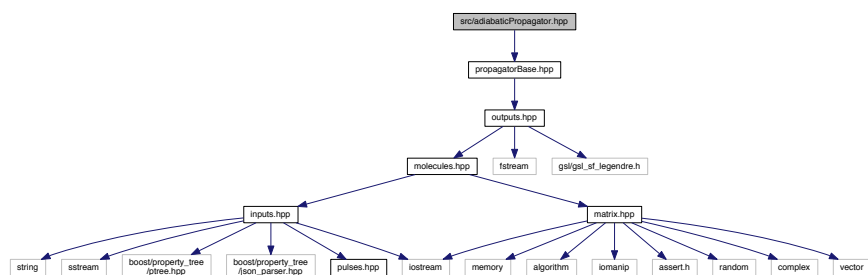 src/adiabaticPropagator.hpp
propagatorBase.hpp
outputs.hpp
molecules.hpp
fstream
gsl/gsl_sf_legendre.h
inputs.hpp
matrix.hpp
string
sstream
boost/property_tree
/ptree.hpp
boost/property_tree
/json_parser.hpp
pulses.hpp
iostream
memory
algorithm
iomanip
assert.h
random
complex
vector